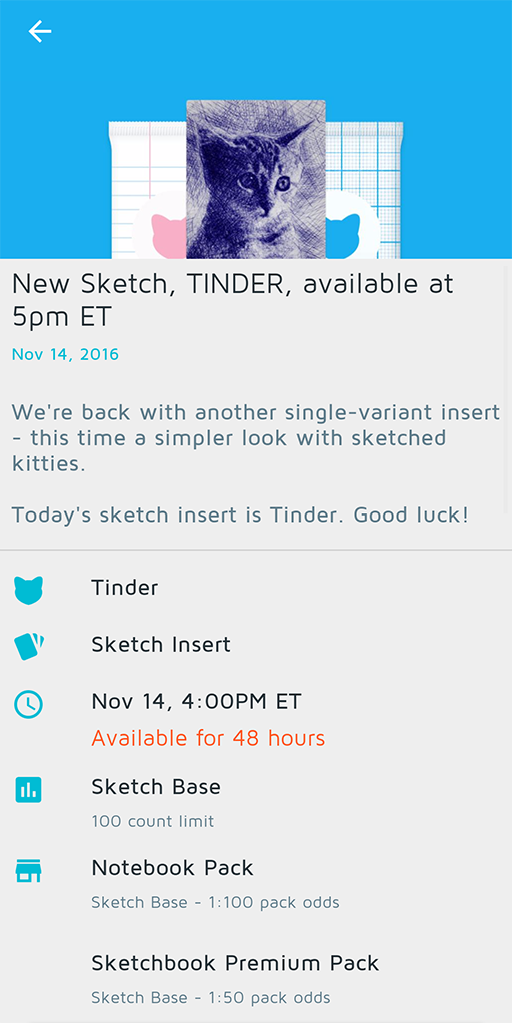 New Sketch, TINDER, available at
5pm ET
Nov 14, 2016
We're back with another single-variant insert
- this time a simpler look with sketched
kitties.
Today's sketch insert is Tinder. Good luck!
Tinder
Sketch Insert
Nov 14, 4:00PM ET
Available for 48 hours
Sketch Base
100 count limit
Notebook Pack
Sketch Base - 1:100 pack odds
Sketchbook Premium Pack
Sketch Base - 1:50 pack odds